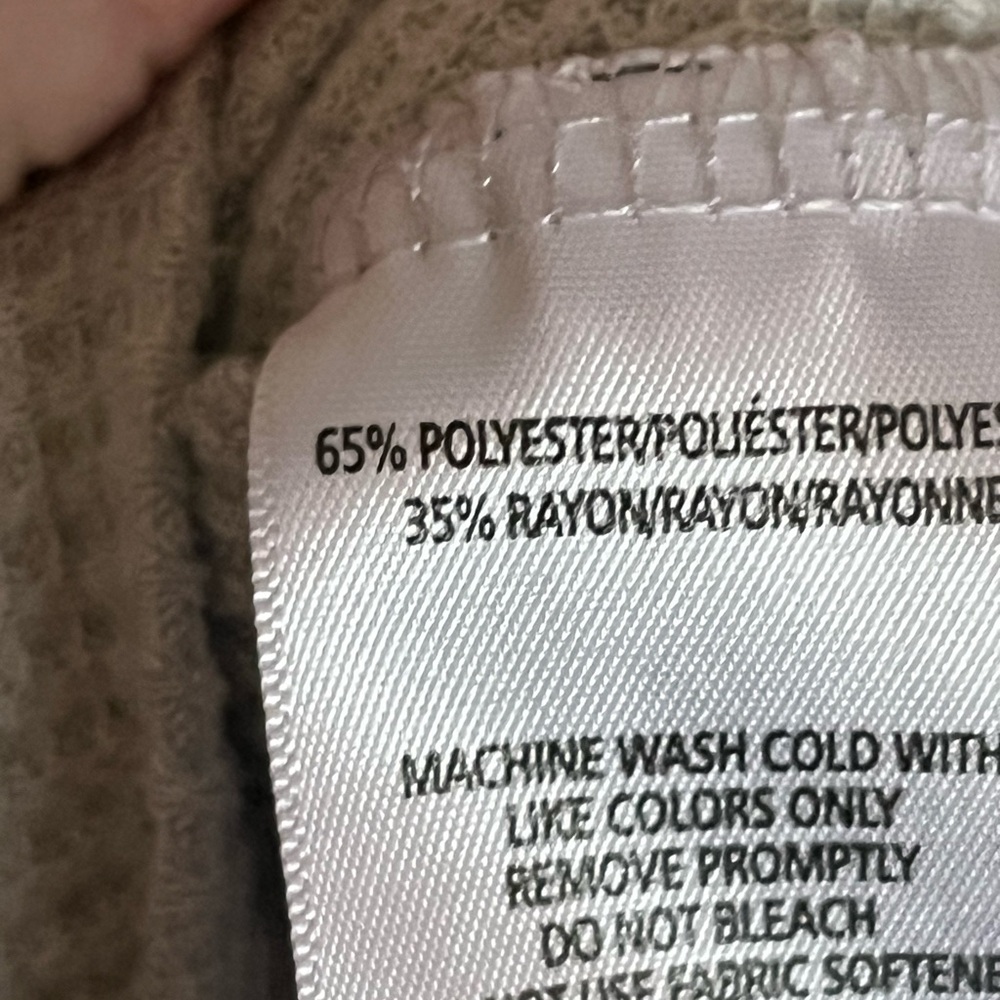 65% POLYESTER/POLIÉSTER/POLYES
35% RAYON/RAYON/RAYONNE
MACHINE WASH COLD WITH
LIKE COLORS ONLY
REMOVE PROMPTLY
DO NOT BLEACH
NOT USE FABRIC SOFTENE